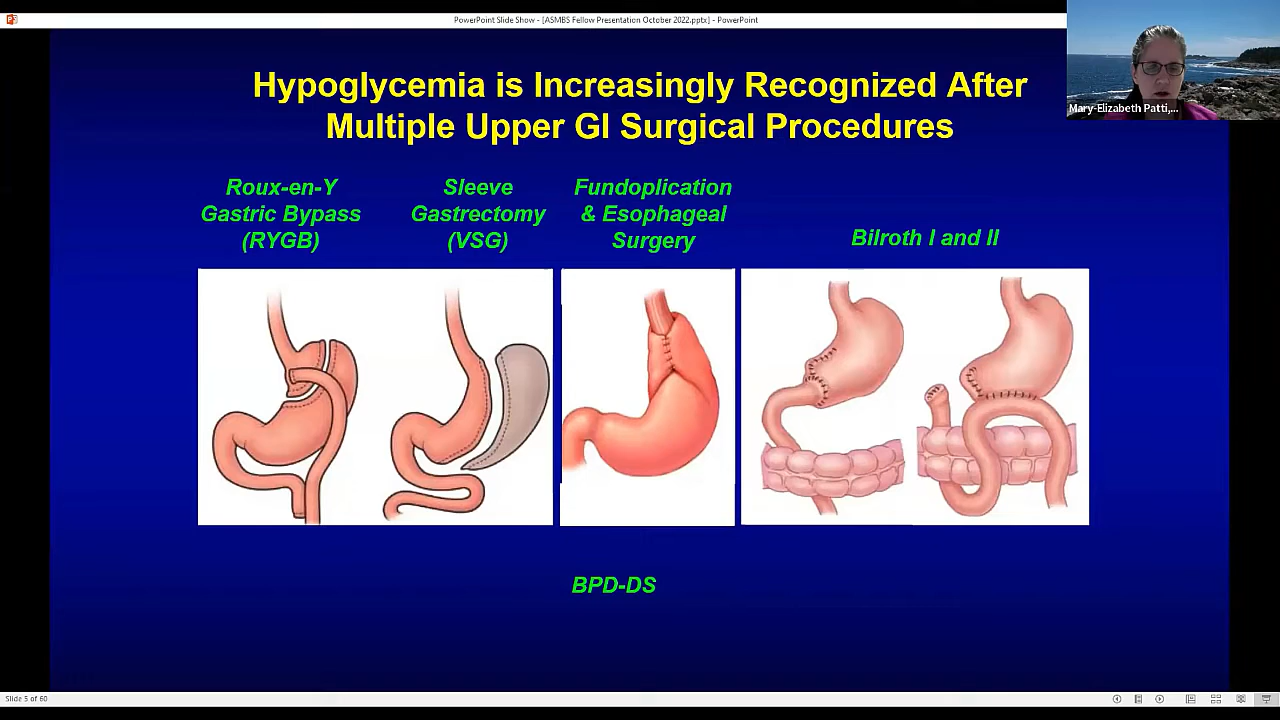 PowerPoint Slide Show - [ASMBS Fellow Presentation October 2022.pptx] - PowerPoint
Mary-Elizabeth Patti,...
Hypoglycemia is Increasingly Recognized After
Multiple Upper GI Surgical Procedures
Roux-en-Y
Gastric Bypass
(RYGB)
Sleeve
Gastrectomy
(VSG)
Fundoplication
& Esophageal
Surgery
Bilroth I and II
BPD-DS
Slide 5 of 60